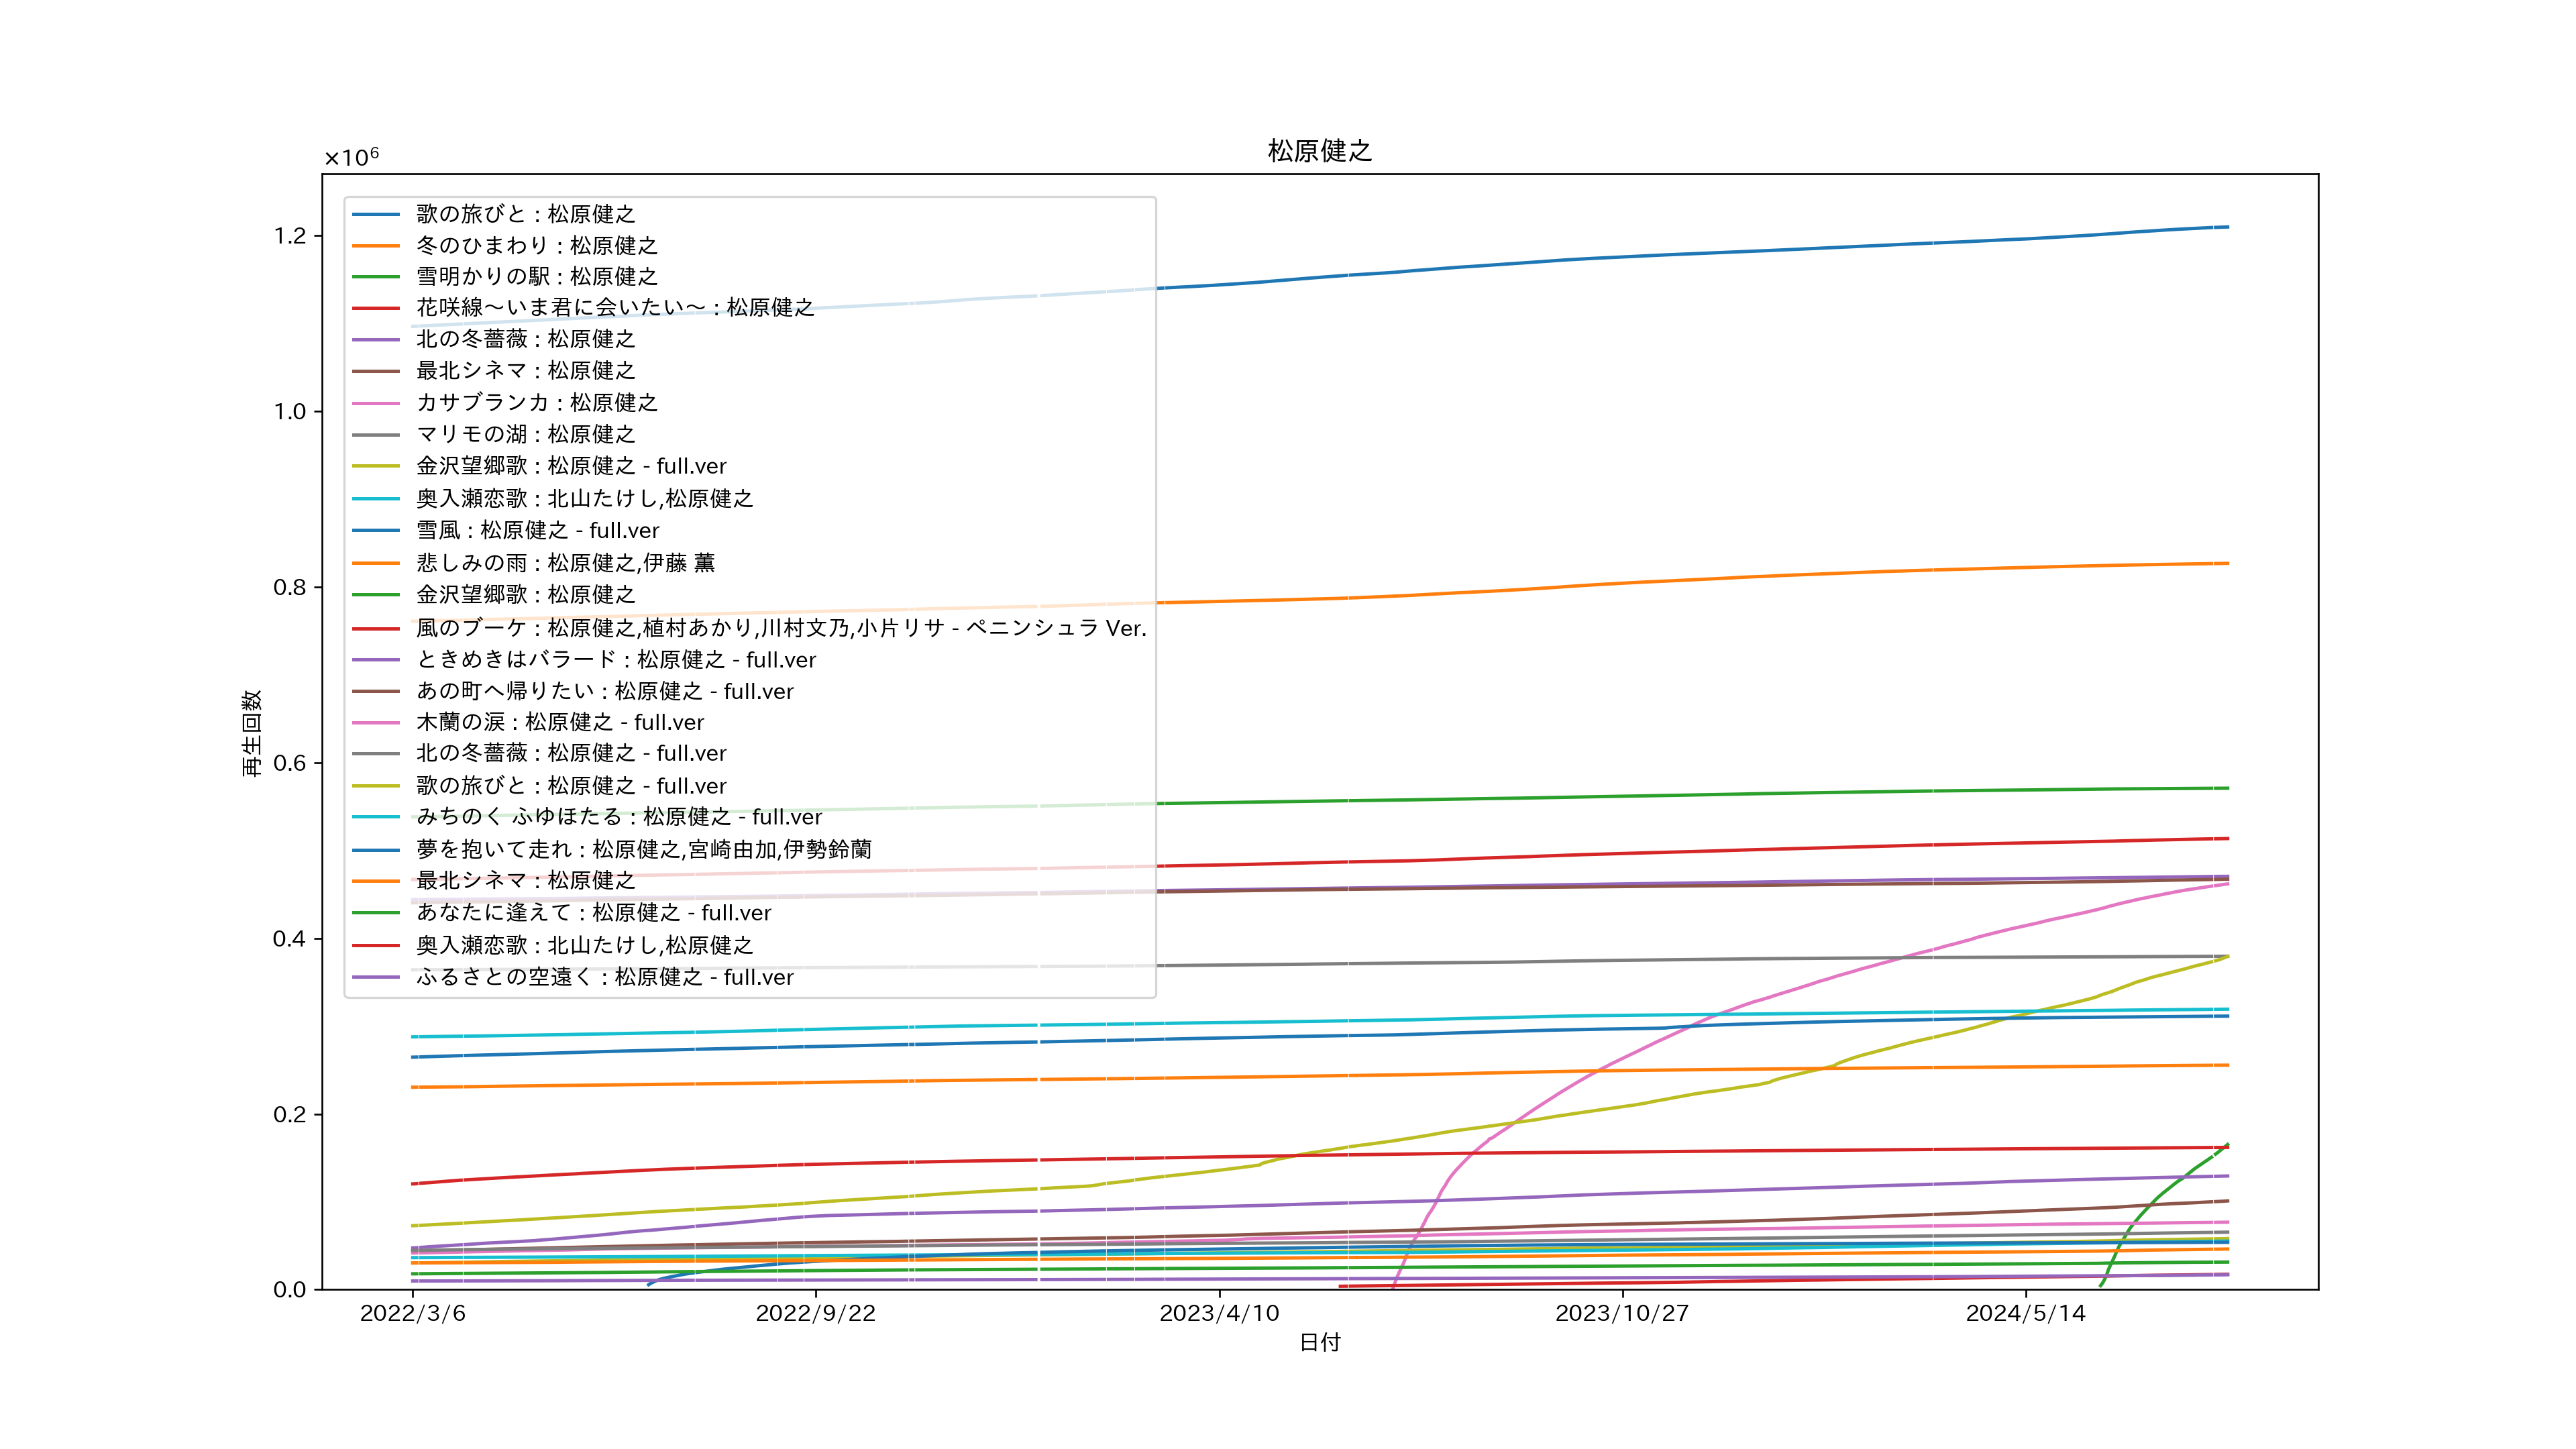 松原健之
×10⁶
1.2
1.0
0.8
0.6
0.4
0.2
0.0
再生回数
歌の旅びと : 松原健之
冬のひまわり : 松原健之
雪明かりの駅 : 松原健之
花咲線～いま君に会いたい～ : 松原健之
北の冬薔薇 : 松原健之
最北シネマ : 松原健之
カサブランカ : 松原健之
マリモの湖 : 松原健之
金沢望郷歌 : 松原健之 - full.ver
奥入瀬恋歌 : 北山たけし,松原健之
雪風 : 松原健之 - full.ver
悲しみの雨 : 松原健之,伊藤 薫
金沢望郷歌 : 松原健之
風のブーケ : 松原健之,植村あかり,川村文乃,小片リサ - ペニンシュラ Ver.
ときめきはバラード : 松原健之 - full.ver
あの町へ帰りたい : 松原健之 - full.ver
木蘭の涙 : 松原健之 - full.ver
北の冬薔薇 : 松原健之 - full.ver
歌の旅びと : 松原健之 - full.ver
みちのく ふゆほたる : 松原健之 - full.ver
夢を抱いて走れ : 松原健之,宮崎由加,伊勢鈴蘭
最北シネマ : 松原健之
あなたに逢えて : 松原健之 - full.ver
奥入瀬恋歌 : 北山たけし,松原健之
ふるさとの空遠く : 松原健之 - full.ver
2022/3/6
2022/9/22
2023/4/10
2023/10/27
2024/5/14
日付